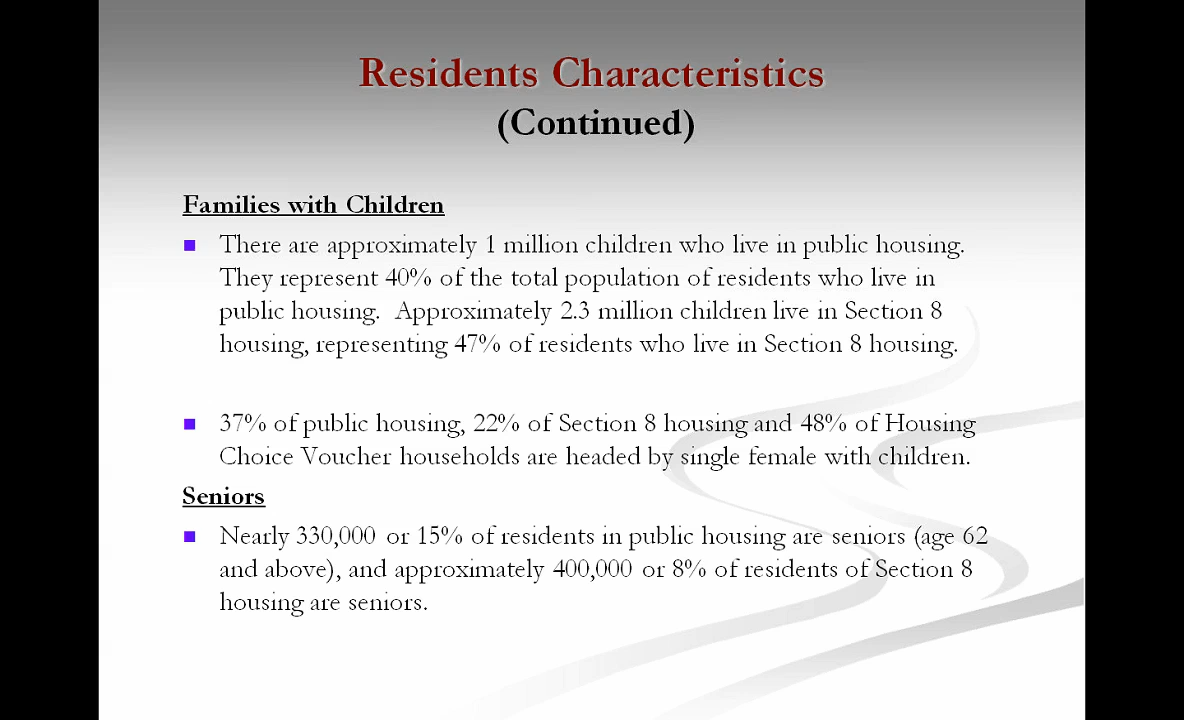 Residents Characteristics
(Continued)
Families with Children
There are approximately 1 million children who live in public housing.
They represent 40% of the total population of residents who live in
public housing.  Approximately 2.3 million children live in Section 8
housing, representing 47% of residents who live in Section 8 housing.
37% of public housing, 22% of Section 8 housing and 48% of Housing
Choice Voucher households are headed by single female with children.
Seniors
Nearly 330,000 or 15% of residents in public housing are seniors (age 62
and above), and approximately 400,000 or 8% of residents of Section 8
housing are seniors.